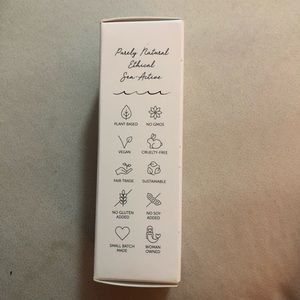 Purely Natural
Ethical
Sea-Active
PLANT BASED
NO GMOS
VEGAN
CRUELTY-FREE
FAIR-TRADE
SUSTAINABLE
NO GLUTEN
ADDED
NO SOY
ADDED
SMALL BATCH
MADE
WOMAN
OWNED